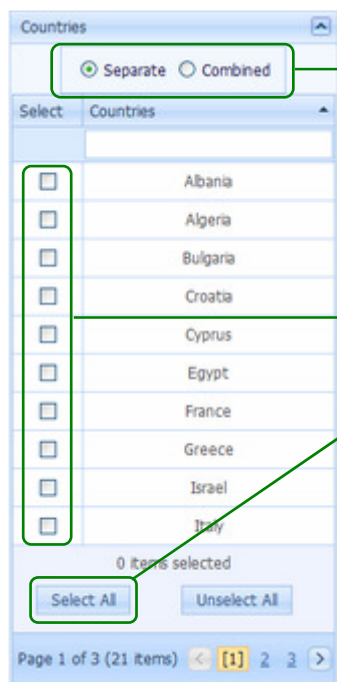 Countries
Separate Combined
Select Countries
Albania
Algeria
Bulgaria
Croatia
Cyprus
Egypt
France
Greece
Israel
Italy
0 items selected
Select All Unselect All
Page 1 of 3 (21 items) < [1] 2 3 >